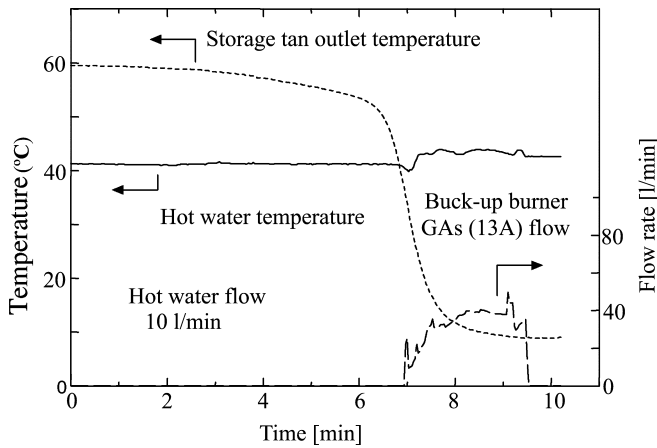 Storage tan outlet temperature
60
40
20
0
Temperature (°C)
Hot water temperature
Buck-up burner
GAs (13A) flow
Hot water flow
10 l/min
80
40
0
Flow rate [l/min]
0
2
4
6
8
10
Time [min]